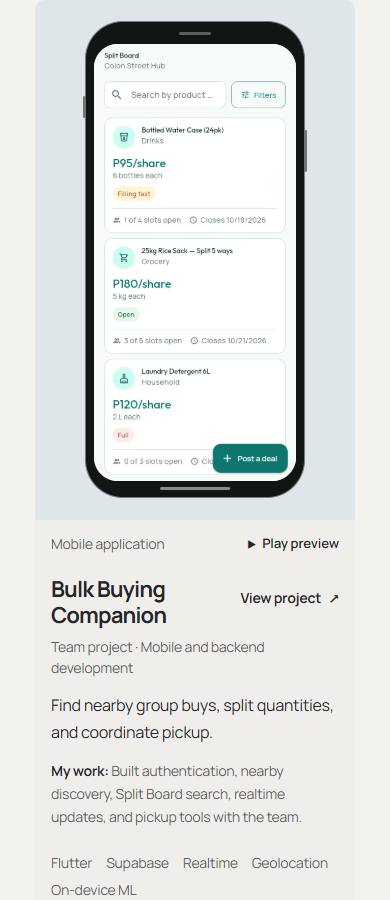 Split Board
Colon Street Hub
Search by product ...
Filters
Bottled Water Case (24pk)
Drinks
P95/share
6 bottles each
Filling fast
1 of 4 slots open
Closes 10/19/2026
25kg Rice Sack — Split 5 ways
Grocery
P180/share
5 kg each
Open
3 of 5 slots open
Closes 10/21/2026
Laundry Detergent 6L
Household
P120/share
2 L each
Full
0 of 3 slots open
Clo
+ Post a deal
Mobile application
▶ Play preview
Bulk Buying
Companion
View project ↗
Team project · Mobile and backend
development
Find nearby group buys, split quantities,
and coordinate pickup.
My work: Built authentication, nearby
discovery, Split Board search, realtime
updates, and pickup tools with the team.
Flutter Supabase Realtime Geolocation
On-device ML